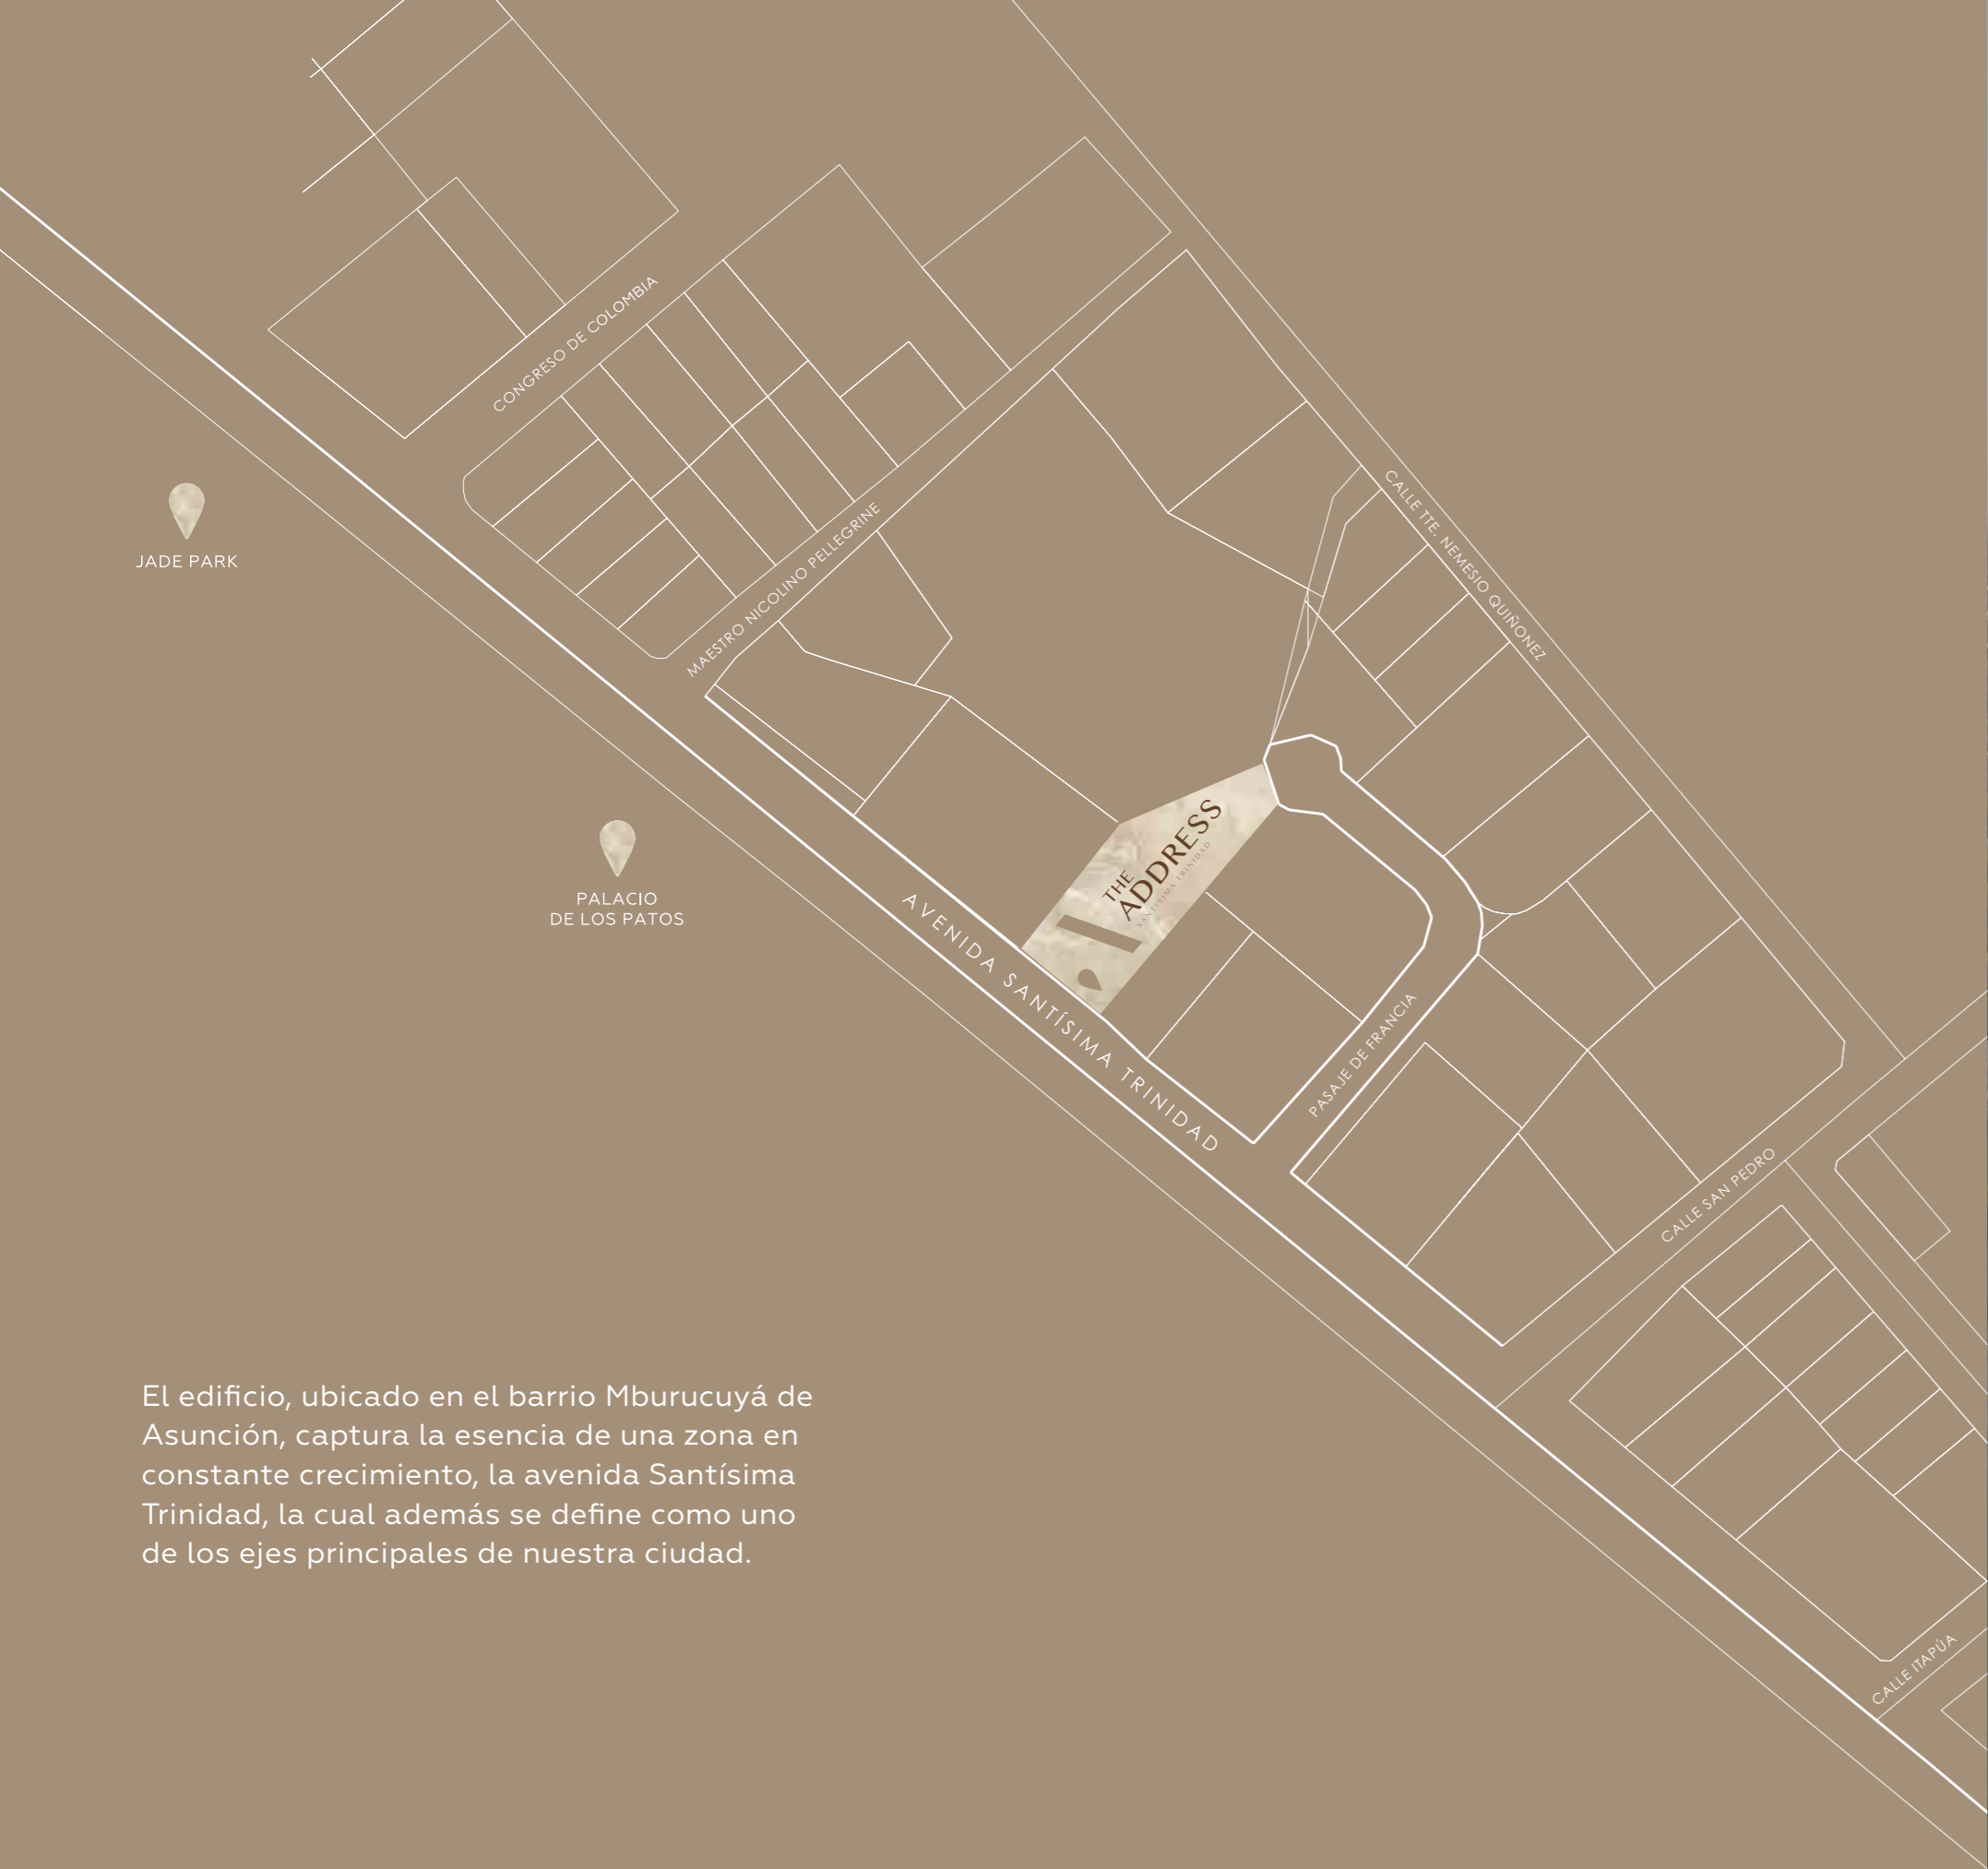 CONGRESO DE COLOMBIA
CALLE TTE. NEMESIO QUIÑONEZ
JADE PARK
MAESTRO NICOLINO PELLEGRINE
THE
ADDRESS
SANTÍSIMA TRINIDAD
PALACIO
DE LOS PATOS
AVENIDA SANTÍSIMA TRINIDAD
PASAJE DE FRANCIA
CALLE SAN PEDRO
El edificio, ubicado en el barrio Mburucuyá de
Asunción, captura la esencia de una zona en
constante crecimiento, la avenida Santísima
Trinidad, la cual además se define como uno
de los ejes principales de nuestra ciudad.
CALLE ITAPÚA